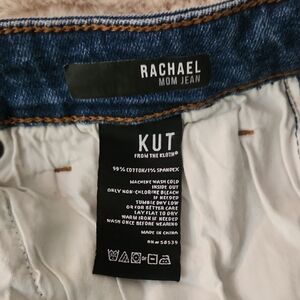 RACHAEL
MOM JEAN
KUT
FROM THE KLOTH®
99% COTTON/1% SPANDEX
MACHINE WASH COLD
INSIDE OUT
ONLY NON-CHLORINE BLEACH
IF NEEDED
TUMBLE DRY LOW
OR FOR BETTER CARE
LAY FLAT TO DRY
WARM IRON IF NEEDED
WASH ONCE BEFORE WEARING
MADE IN CHINA
RN# 58539